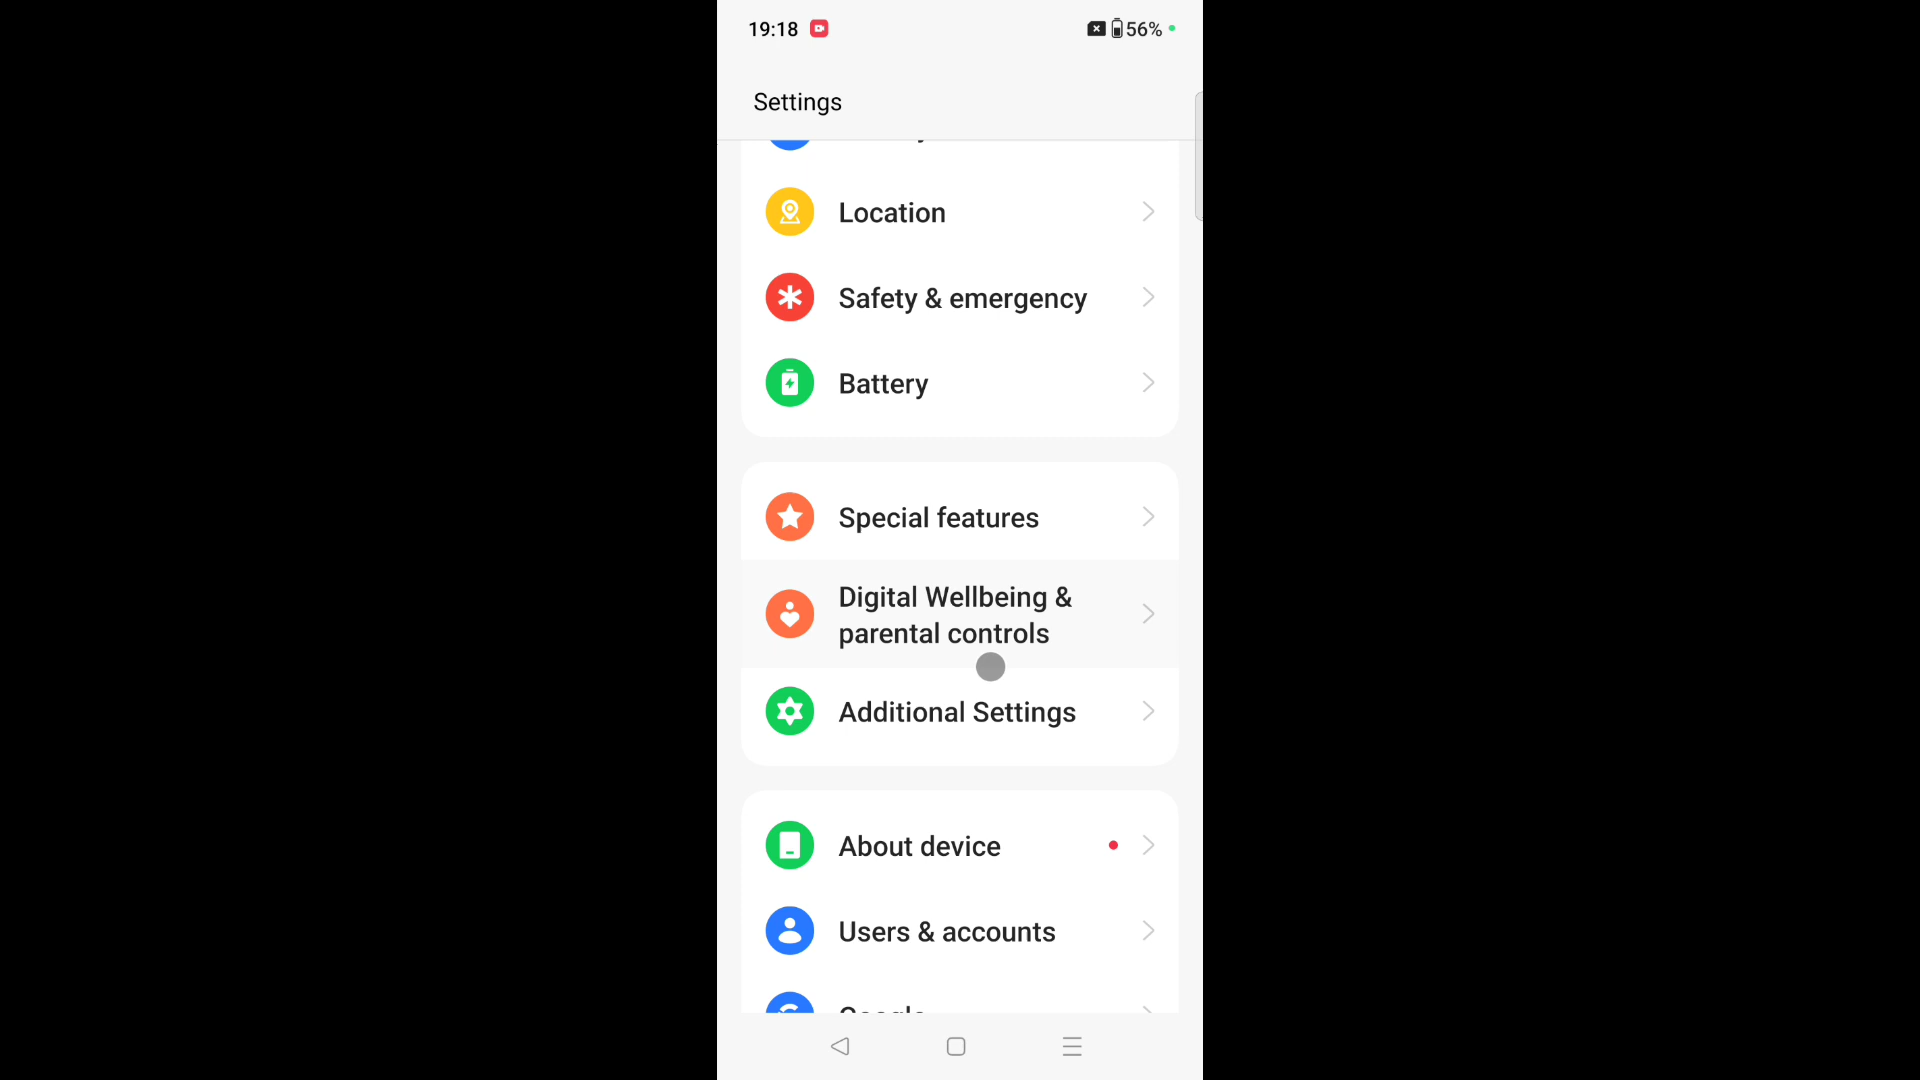 19:18
56%
Settings
Location
Safety & emergency
Battery
Special features
Digital Wellbeing &
parental controls
Additional Settings
About device
Users & accounts
Google